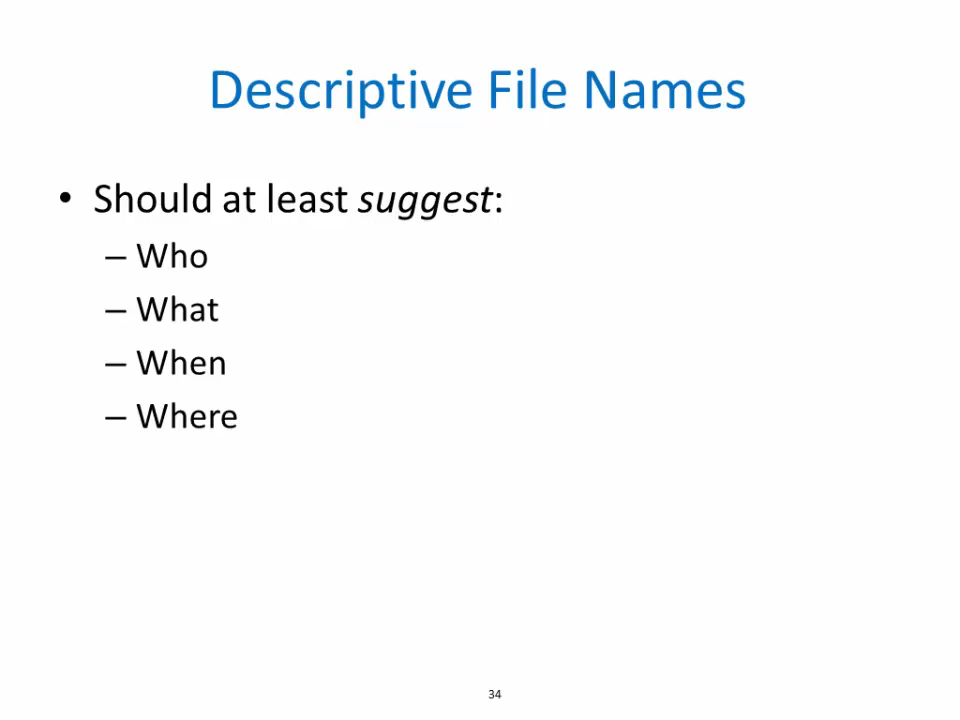 Descriptive File Names
• Should at least suggest:
– Who
– What
– When
– Where
34